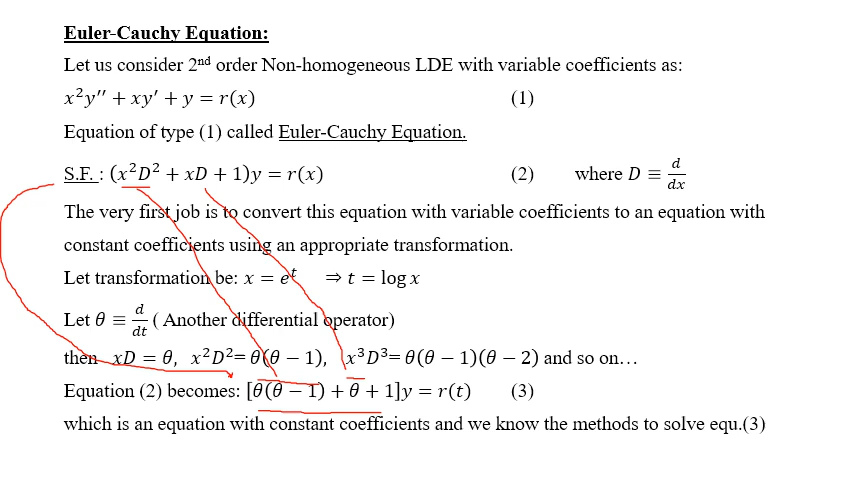 Euler-Cauchy Equation:
Let us consider 2ⁿᵈ order Non-homogeneous LDE with variable coefficients as:
x²y′′ + xy′ + y = r(x) (1)
Equation of type (1) called Euler-Cauchy Equation.
S.F. : (x²D² + xD + 1)y = r(x) (2) where D ≡ d/dx
The very first job is to convert this equation with variable coefficients to an equation with
constant coefficients using an appropriate transformation.
Let transformation be: x = eᵗ ⇒ t = log x
Let θ ≡ d/dt ( Another differential operator)
then xD = θ, x²D²= θ(θ − 1), x³D³= θ(θ − 1)(θ − 2) and so on…
Equation (2) becomes: [θ(θ − 1) + θ + 1]y = r(t) (3)
which is an equation with constant coefficients and we know the methods to solve equ.(3)